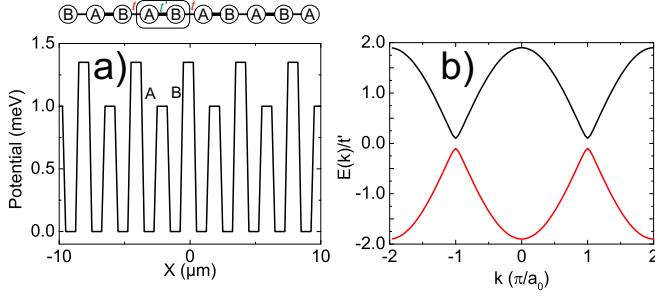 t t' t
B A B A B A B A B A
a)
A B
1.5
1.0
0.5
0.0
Potential (meV)
-10 -5 0 5 10
X (µm)
b)
2.0
1.0
0.0
-1.0
-2.0
E(k)/t'
-2 -1 0 1 2
k (π/a₀)